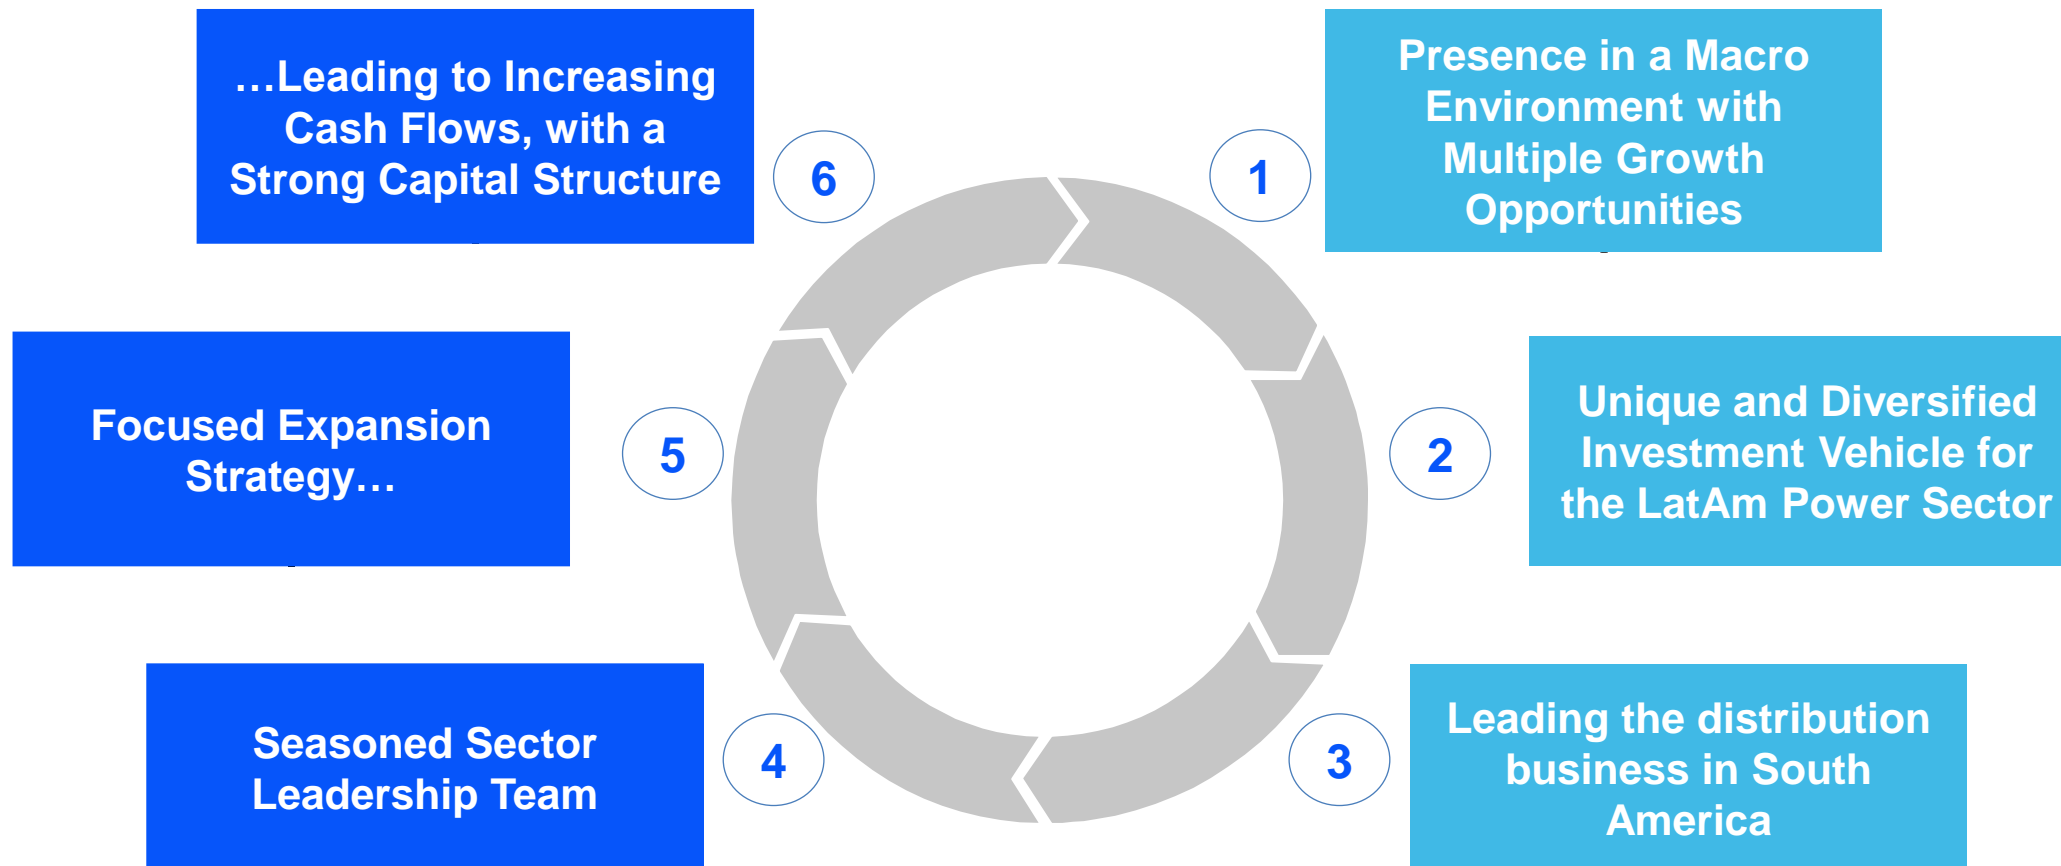 1
Presence in a Macro
Environment with
Multiple Growth
Opportunities
2
Unique and Diversified
Investment Vehicle for
the LatAm Power Sector
3
Leading the distribution
business in South
America
4
Seasoned Sector
Leadership Team
5
Focused Expansion
Strategy…
6
…Leading to Increasing
Cash Flows, with a
Strong Capital Structure